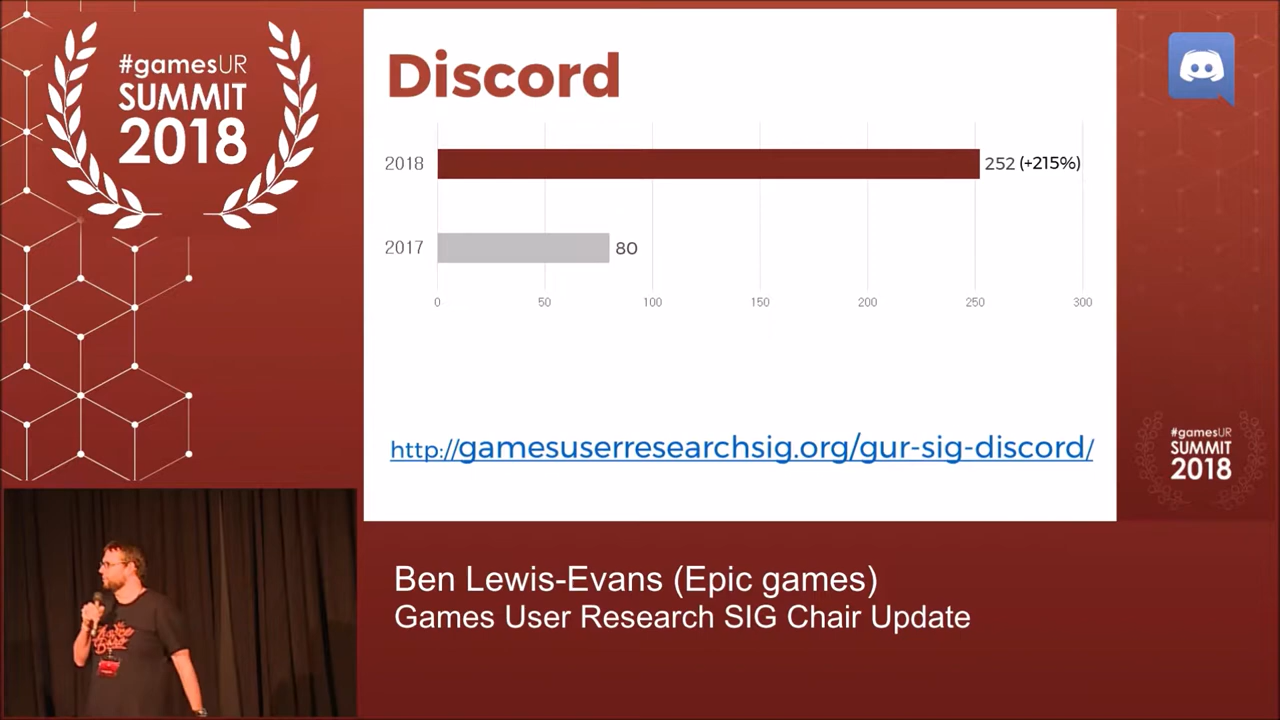 #gamesUR
SUMMIT
2018
Discord
2018
252 (+215%)
2017
80
0 50 100 150 200 250 300
http://gamesuserresearchsig.org/gur-sig-discord/
#gamesUR
SUMMIT
2018
Ben Lewis-Evans (Epic games)
Games User Research SIG Chair Update